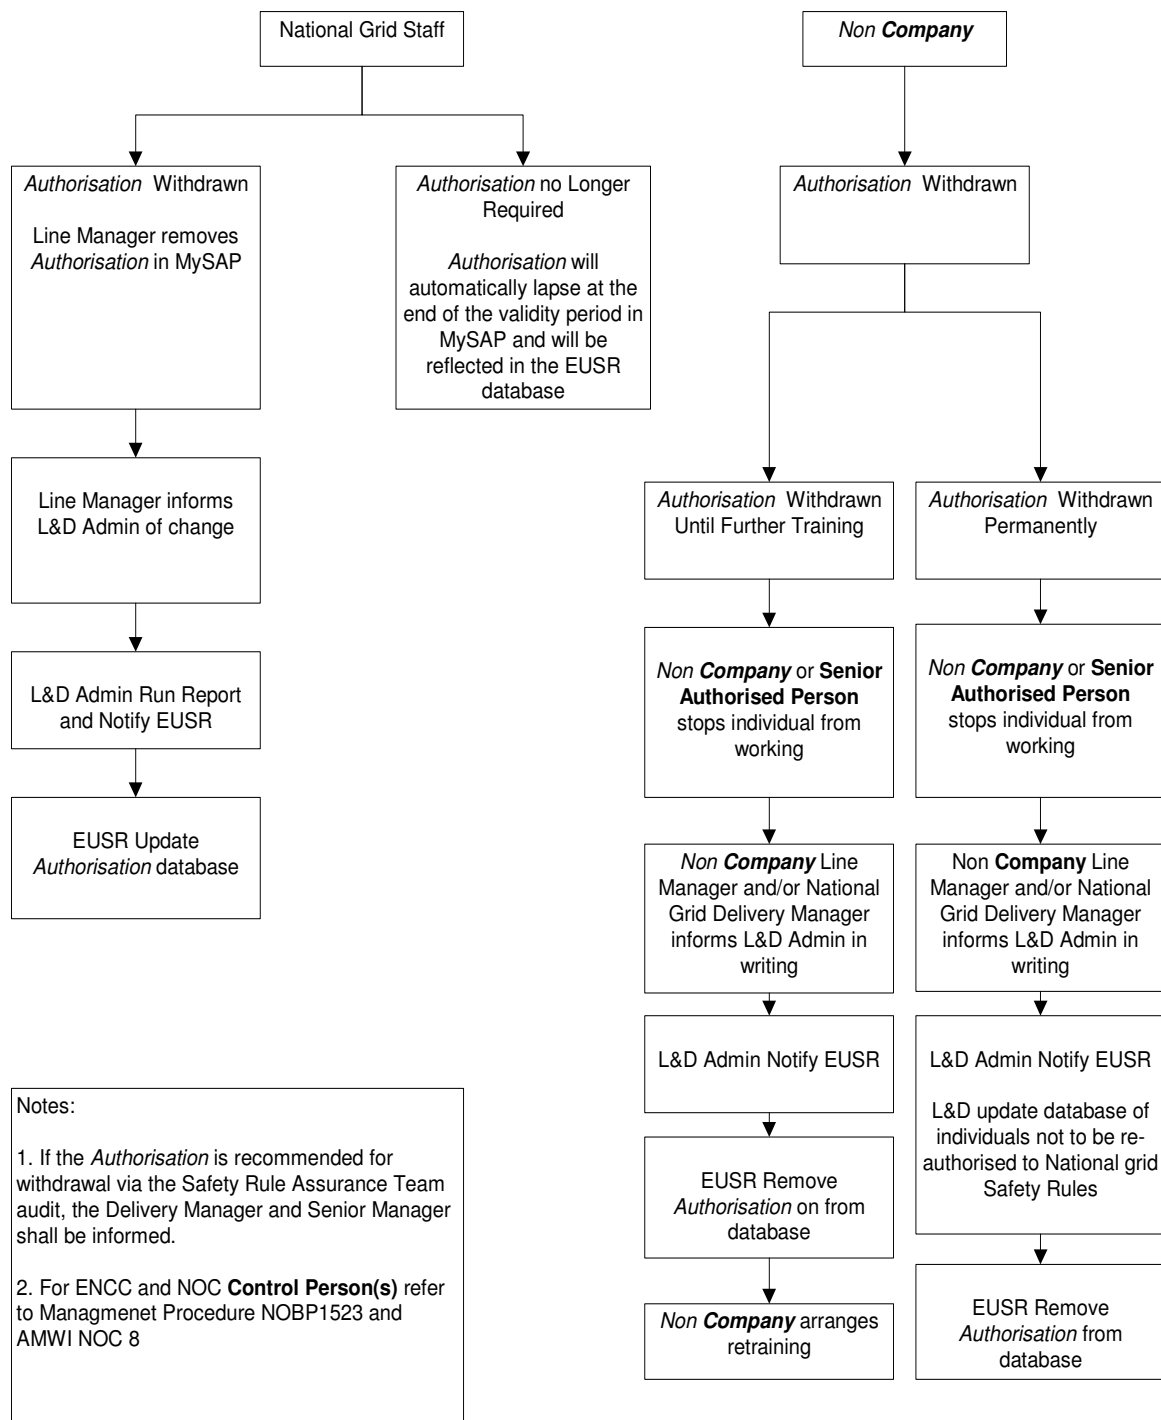 National Grid Staff
Non Company
Authorisation Withdrawn
Line Manager removes
Authorisation in MySAP
Authorisation no Longer
Required
Authorisation will
automatically lapse at the
end of the validity period in
MySAP and will be
reflected in the EUSR
database
Authorisation Withdrawn
Line Manager informs
L&D Admin of change
L&D Admin Run Report
and Notify EUSR
EUSR Update
Authorisation database
Authorisation Withdrawn
Until Further Training
Non Company or Senior
Authorised Person
stops individual from
working
Non Company Line
Manager and/or National
Grid Delivery Manager
informs L&D Admin in
writing
L&D Admin Notify EUSR
EUSR Remove
Authorisation on from
database
Non Company arranges
retraining
Authorisation Withdrawn
Permanently
Non Company or Senior
Authorised Person
stops individual from
working
Non Company Line
Manager and/or National
Grid Delivery Manager
informs L&D Admin in
writing
L&D Admin Notify EUSR
L&D update database of
individuals not to be re-
authorised to National grid
Safety Rules
EUSR Remove
Authorisation from
database
Notes:
1. If the Authorisation is recommended for
withdrawal via the Safety Rule Assurance Team
audit, the Delivery Manager and Senior Manager
shall be informed.
2. For ENCC and NOC Control Person(s) refer
to Managmenet Procedure NOBP1523 and
AMWI NOC 8